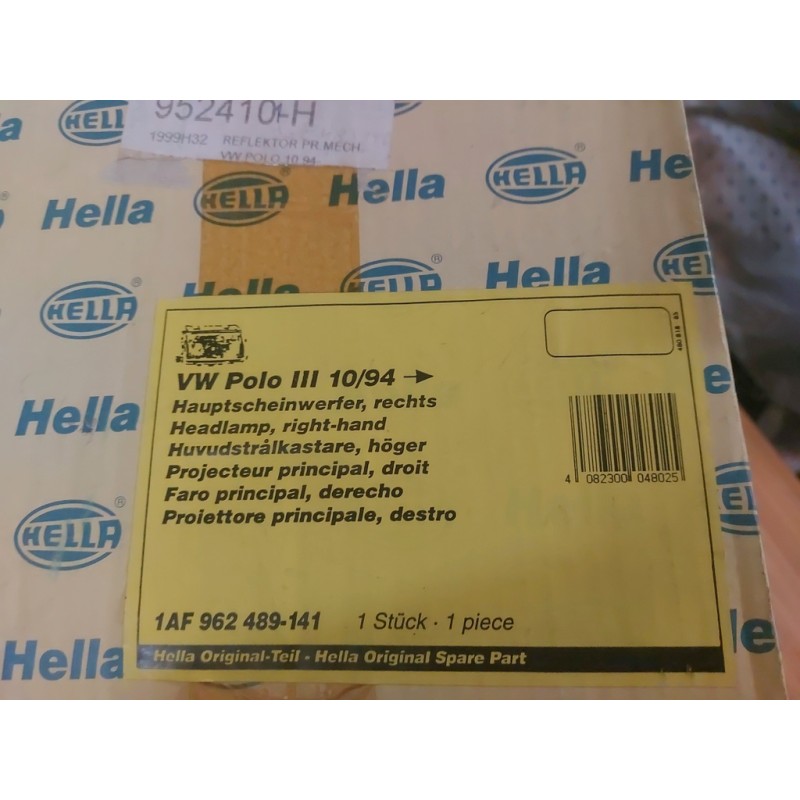 952410-H
1999H32 REFLEKTOR PR.MECH.
VW POLO 10.94
HELLA
Hella
HELLA ®
Hella
HELLA ®
Hella
HELLA ®
Hella
HELLA ®
Hella
HELLA
VW Polo III 10/94 →
Hauptscheinwerfer, rechts
Headlamp, right-hand
Huvudstrålkastare, höger
Projecteur principal, droit
Faro principal, derecho
Proiettore principale, destro
4 082300 048025
1AF 962 489-141 1 Stück · 1 piece
Hella Original-Teil - Hella Original Spare Part
Hella
HELLA ®
Hella